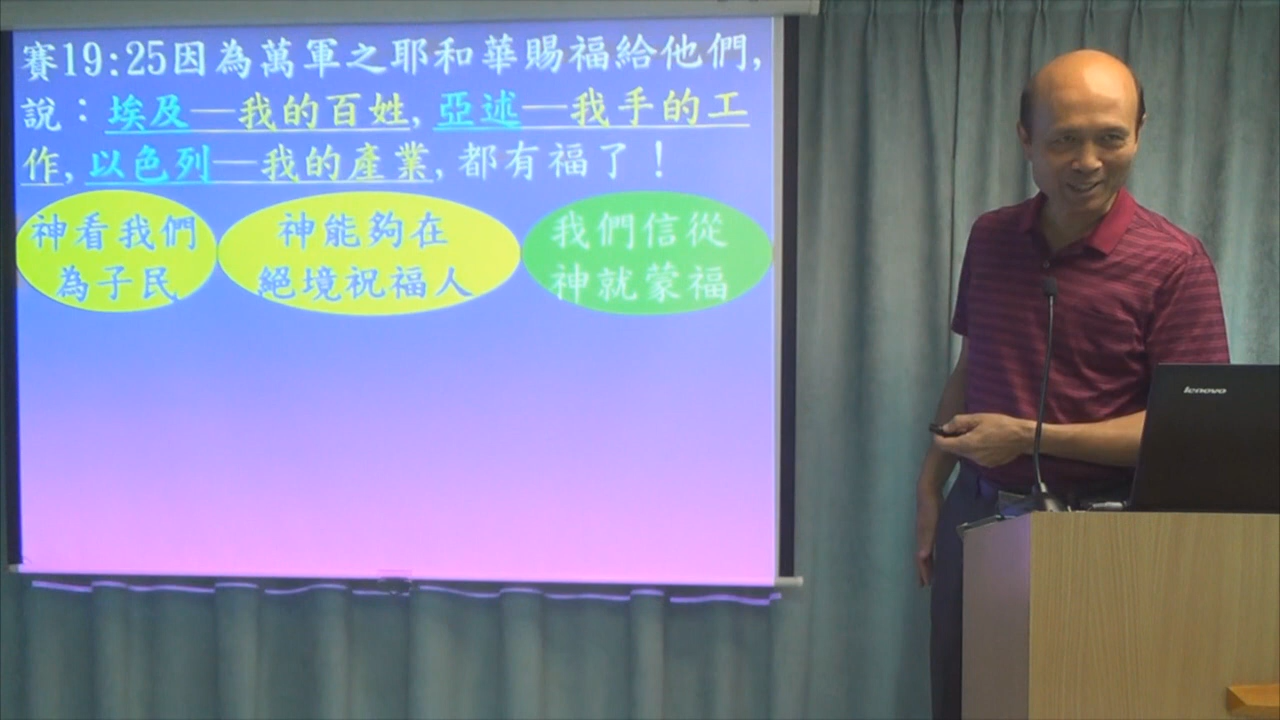 賽19:25因為萬軍之耶和華賜福給他們,
說：埃及—我的百姓,亞述—我手的工
作,以色列—我的產業,都有福了！
神看我們
為子民
神能夠在
絕境祝福人
我們信從
神就蒙福
lenovo